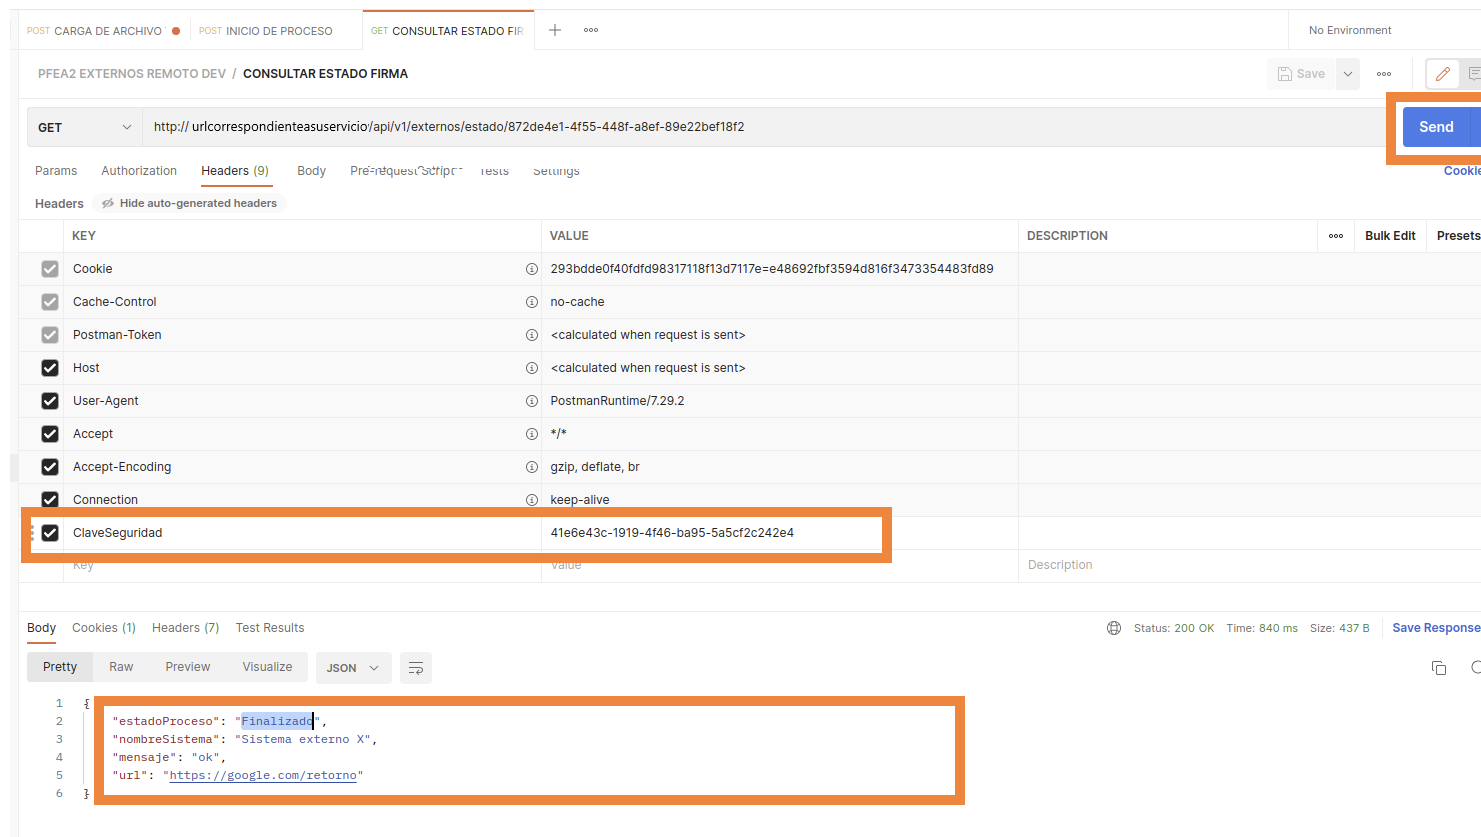 POST CARGA DE ARCHIVO POST INICIO DE PROCESO GET CONSULTAR ESTADO FIR No Environment
PFEA2 EXTERNOS REMOTO DEV / CONSULTAR ESTADO FIRMA Save
GET http:// urlcorrespondienteasuservicio/api/v1/externos/estado/872de4e1-4f55-448f-a8ef-89e22bef18f2 Send
Params Authorization Headers (9) Body Pre-request Script Tests Settings Cookie
Headers Hide auto-generated headers
KEY VALUE DESCRIPTION Bulk Edit Presets
Cookie 293bdde0f40fdfd98317118f13d7117e=e48692fbf3594d816f3473354483fd89
Cache-Control no-cache
Postman-Token <calculated when request is sent>
Host <calculated when request is sent>
User-Agent PostmanRuntime/7.29.2
Accept */*
Accept-Encoding gzip, deflate, br
Connection keep-alive
ClaveSeguridad 41e6e43c-1919-4f46-ba95-5a5cf2c242e4
Key Value Description
Body Cookies (1) Headers (7) Test Results Status: 200 OK Time: 840 ms Size: 437 B Save Response
Pretty Raw Preview Visualize JSON
1 {
2 "estadoProceso": "Finalizado",
3 "nombreSistema": "Sistema externo X",
4 "mensaje": "ok",
5 "url": "https://google.com/retorno"
6 }